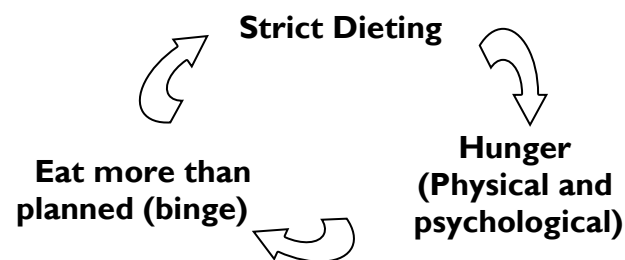 Strict Dieting
Hunger
(Physical and
psychological)
Eat more than
planned (binge)